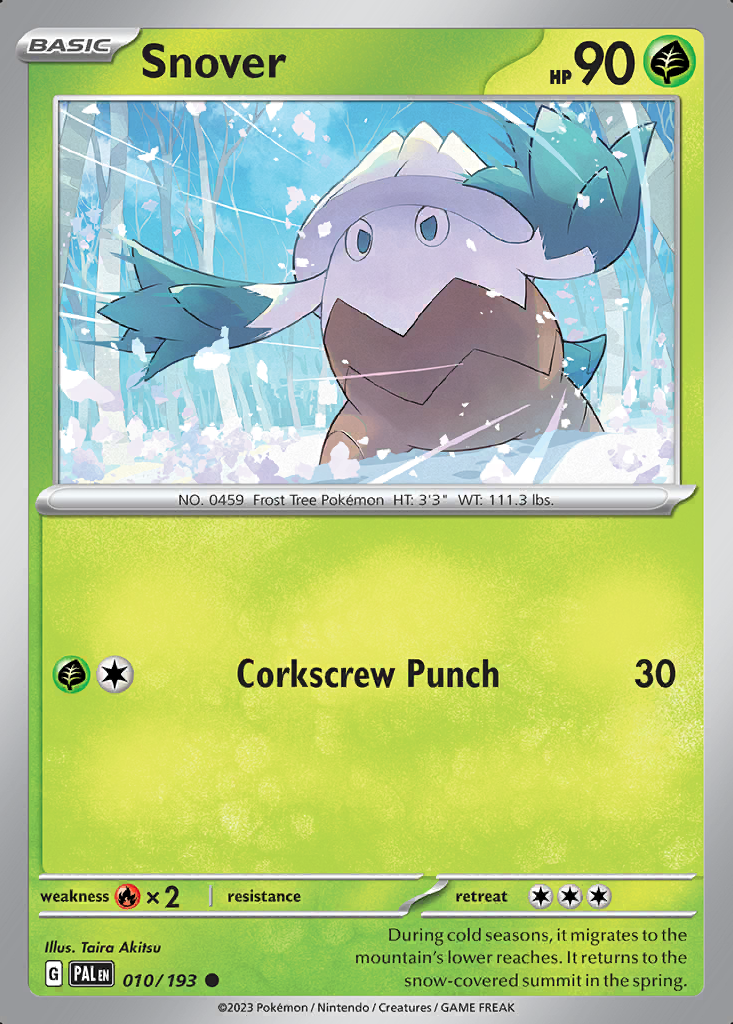 BASIC
Snover
HP 90
NO. 0459 Frost Tree Pokémon HT: 3'3" WT: 111.3 lbs.
Corkscrew Punch 30
weakness ×2 resistance retreat
Illus. Taira Akitsu
During cold seasons, it migrates to the
mountain's lower reaches. It returns to the
snow-covered summit in the spring.
G PAL EN 010/193
©2023 Pokémon / Nintendo / Creatures / GAME FREAK